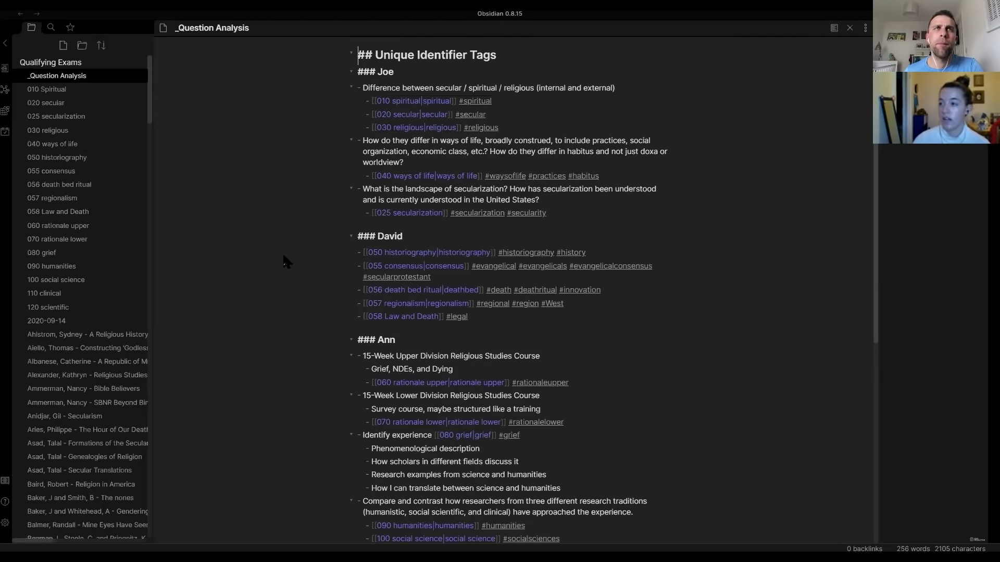 Obsidian 0.8.15
_Question Analysis
Qualifying Exams
_Question Analysis
010 Spiritual
020 secular
025 secularization
030 religious
040 ways of life
050 historiography
055 consensus
056 death bed ritual
057 regionalism
058 Law and Death
060 rationale upper
070 rationale lower
080 grief
090 humanities
100 social science
110 clinical
120 scientific
2020-09-14
Ahlstrom, Sydney - A Religious History
Aiello, Thomas - Constructing 'Godless
Albanese, Catherine - A Republic of Mi
Alexander, Kathryn - Religious Studies
Ammerman, Nancy - Bible Believers
Ammerman, Nancy - SBNR Beyond Bin
Anidjar, Gil - Secularism
Aries, Philippe - The Hour of Our Death
Asad, Talal - Formations of the Secular
Asad, Talal - Genealogies of Religion
Asad, Talal - Secular Translations
Baird, Robert - Religion in America
Baker, J and Smith, B - The nones
Baker, J and Whitehead, A - Gendering
Balmer, Randall - Mine Eyes Have Seen
## Unique Identifier Tags
### Joe
- Difference between secular / spiritual / religious (internal and external)
- [[010 spiritual|spiritual]] #spiritual
- [[020 secular|secular]] #secular
- [[030 religious|religious]] #religious
- How do they differ in ways of life, broadly construed, to include practices, social
organization, economic class, etc.? How do they differ in habitus and not just doxa or
worldview?
- [[040 ways of life|ways of life]] #waysoflife #practices #habitus
- What is the landscape of secularization? How has secularization been understood
and is currently understood in the United States?
- [[025 secularization]] #secularization #secularity
### David
- [[050 historiography|historiography]] #historiography #history
- [[055 consensus|consensus]] #evangelical #evangelicals #evangelicalconsensus
#secularprotestant
- [[056 death bed ritual|deathbed]] #death #deathritual #innovation
- [[057 regionalism|regionalism]] #regional #region #West
- [[058 Law and Death]] #legal
### Ann
- 15-Week Upper Division Religious Studies Course
- Grief, NDEs, and Dying
- [[060 rationale upper|rationale upper]] #rationaleupper
- 15-Week Lower Division Religious Studies Course
- Survey course, maybe structured like a training
- [[070 rationale lower|rationale lower]] #rationalelower
- Identify experience [[080 grief|grief]] #grief
- Phenomenological description
- How scholars in different fields discuss it
- Research examples from science and humanities
- How I can translate between science and humanities
- Compare and contrast how researchers from three different research traditions
(humanistic, social scientific, and clinical) have approached the experience.
- [[090 humanities|humanities]] #humanities
- [[100 social science|social science]] #socialsciences
0 backlinks 256 words 2105 characters